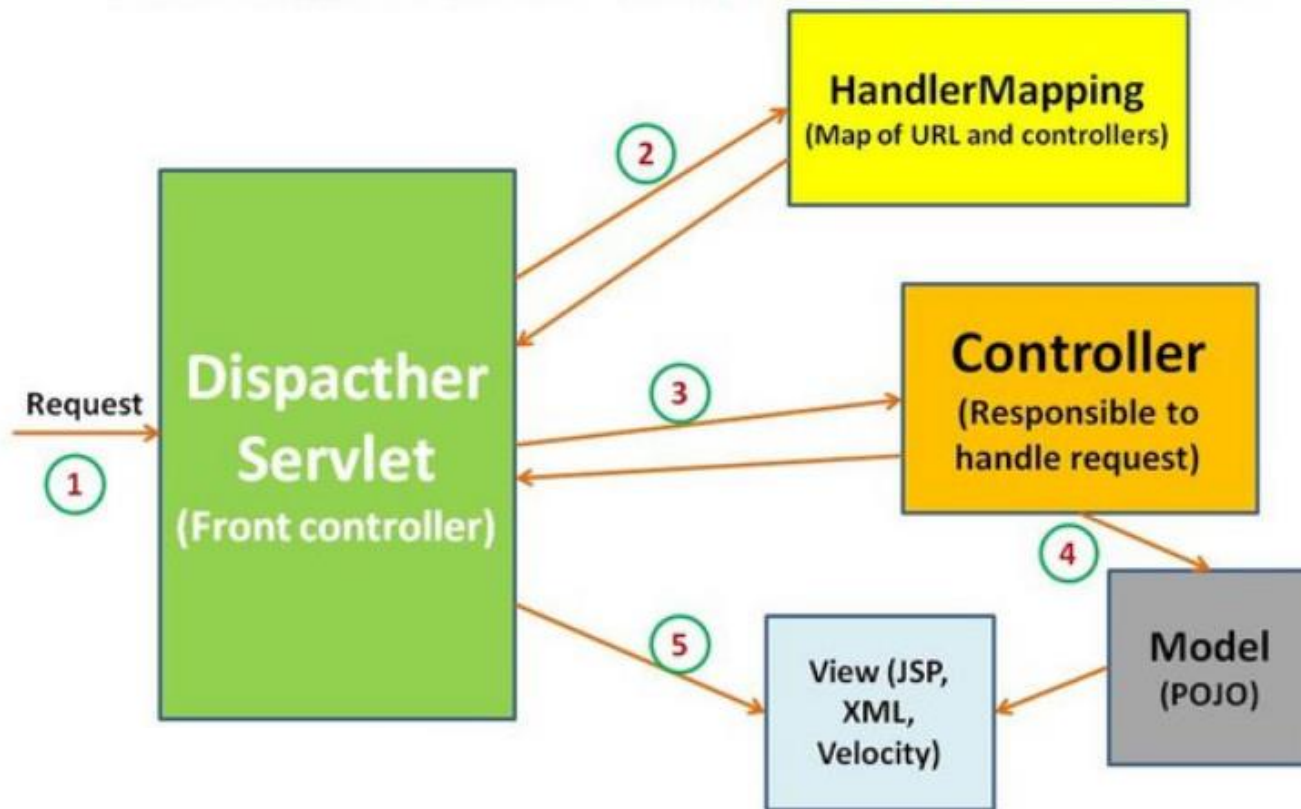 HandlerMapping
(Map of URL and controllers)
2
Dispacther
Servlet
(Front controller)
Request
1
3
Controller
(Responsible to
handle request)
4
Model
(POJO)
5
View (JSP,
XML,
Velocity)